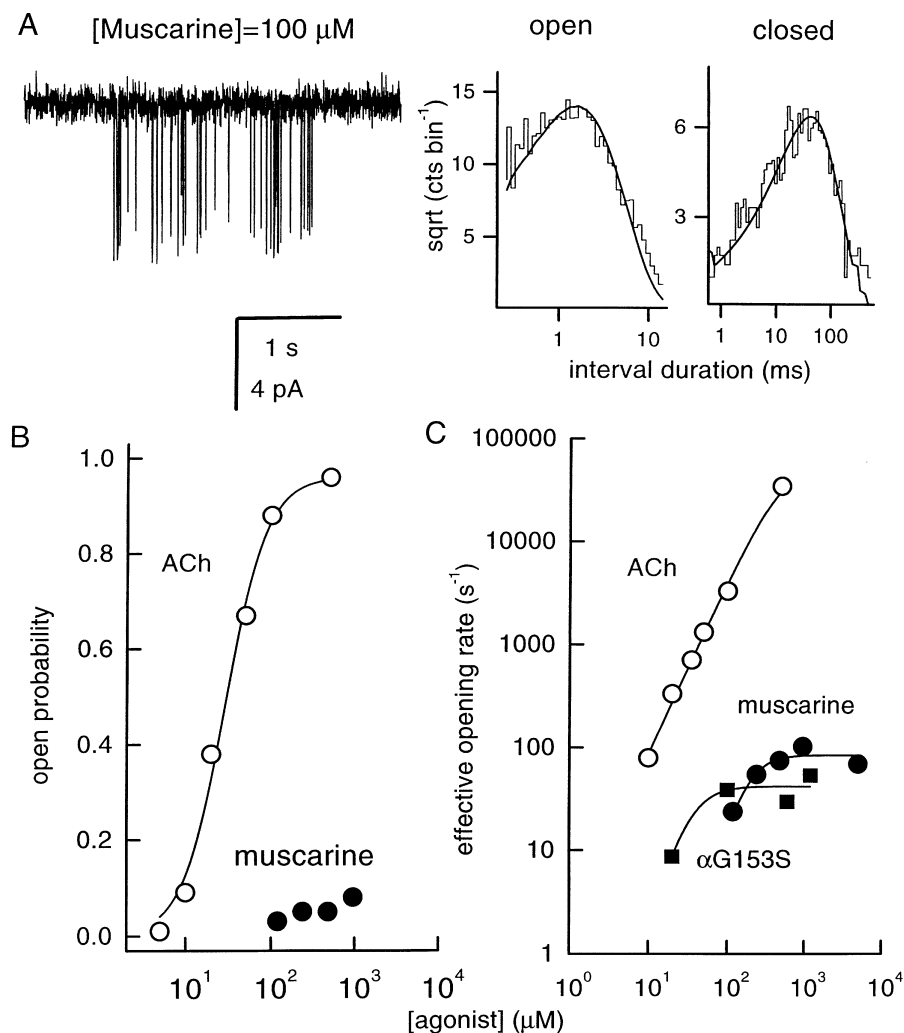 A
[Muscarine]=100 μM
open
closed
15
10
5
sqrt (cts bin⁻¹)
6
3
1
10
1
10
100
interval duration (ms)
1 s
4 pA
B
1.0
0.8
0.6
0.4
0.2
0.0
open probability
ACh
muscarine
10¹
10²
10³
10⁴
C
100000
10000
1000
100
10
1
effective opening rate (s⁻¹)
ACh
muscarine
αG153S
10⁰
10¹
10²
10³
10⁴
[agonist] (μM)